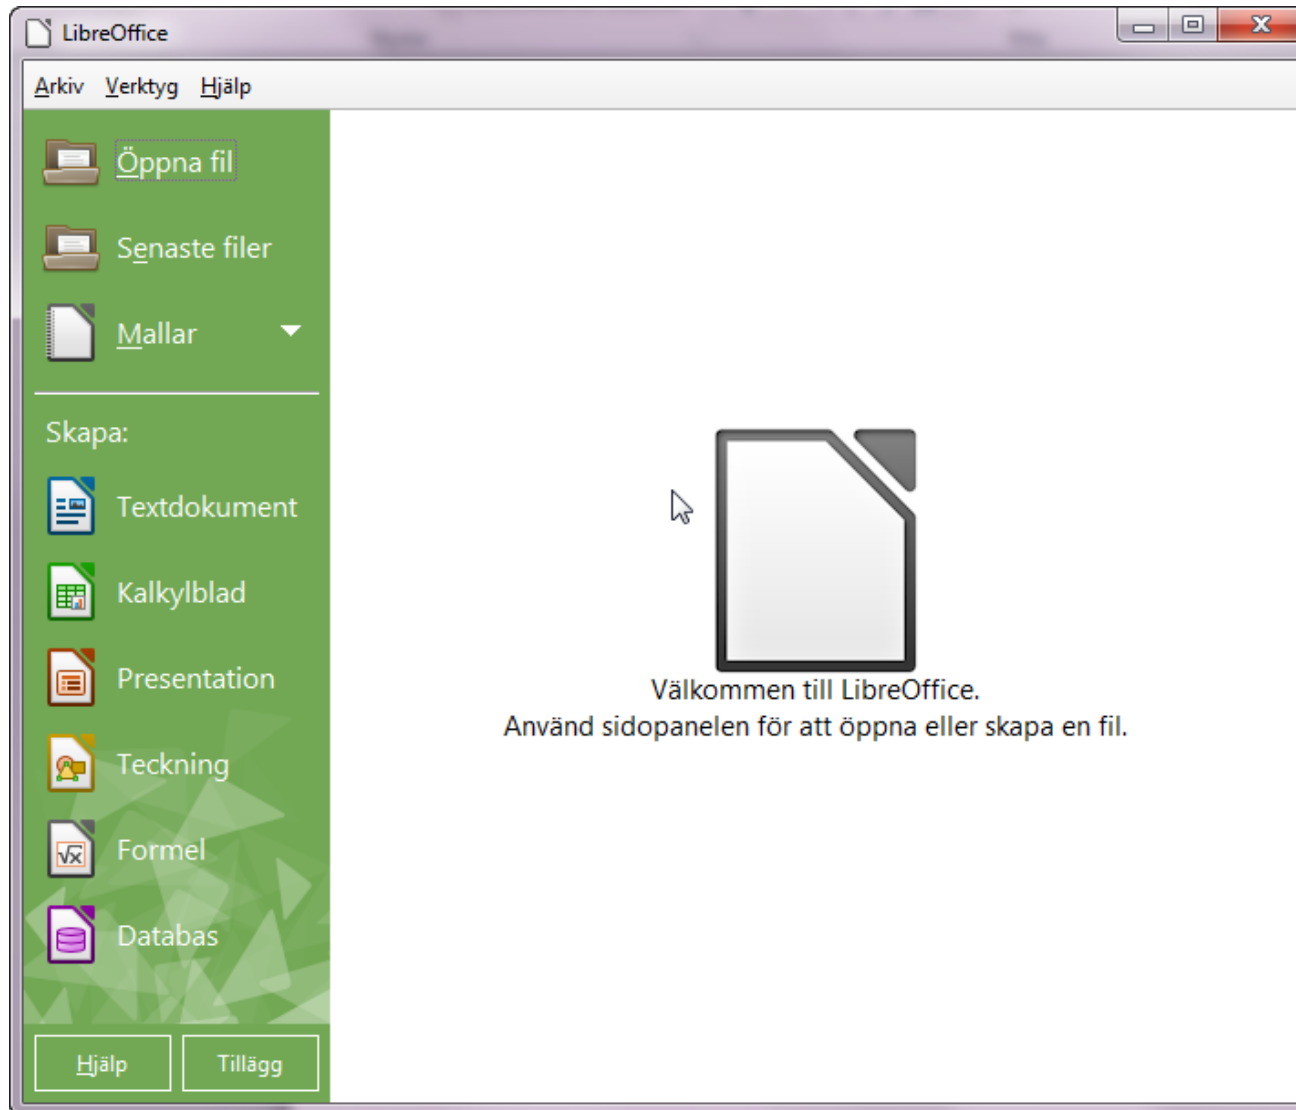 LibreOffice
Arkiv Verktyg Hjälp
Öppna fil
Senaste filer
Mallar
Skapa:
Textdokument
Kalkylblad
Presentation
Teckning
Formel
Databas
Hjälp Tillägg
Välkommen till LibreOffice.
Använd sidopanelen för att öppna eller skapa en fil.